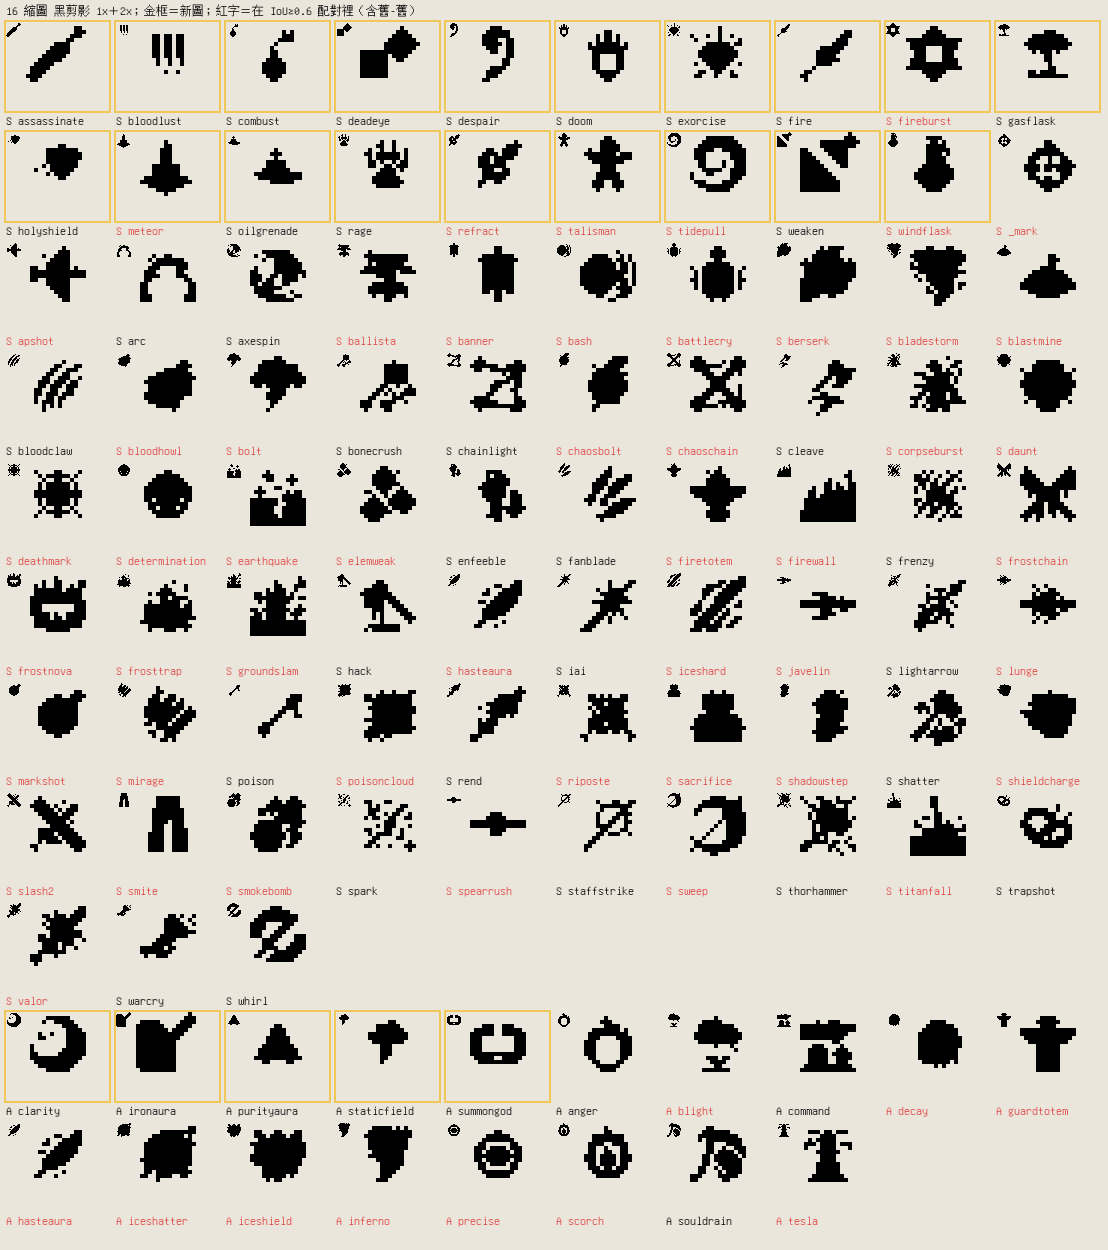 16 縮圖 黑剪影 1x＋2x；金框＝新圖；紅字＝在 IoU≥0.6 配對裡（含舊-舊）
S assassinate S bloodlust S combust S deadeye S despair S doom S exorcise S fire S fireburst S gasflask
S holyshield S meteor S oilgrenade S rage S refract S talisman S tidepull S weaken S windflask S _mark
S apshot S arc S axespin S ballista S banner S bash S battlecry S berserk S bladestorm S blastmine
S bloodclaw S bloodhowl S bolt S bonecrush S chainlight S chaosbolt S chaoschain S cleave S corpseburst S daunt
S deathmark S determination S earthquake S elemweak S enfeeble S fanblade S firetotem S firewall S frenzy S frostchain
S frostnova S frosttrap S groundslam S hack S hasteaura S iai S iceshard S javelin S lightarrow S lunge
S markshot S mirage S poison S poisoncloud S rend S riposte S sacrifice S shadowstep S shatter S shieldcharge
S slash2 S smite S smokebomb S spark S spearrush S staffstrike S sweep S thorhammer S titanfall S trapshot
S valor S warcry S whirl
A clarity A ironaura A purityaura A staticfield A summongod A anger A blight A command A decay A guardtotem
A hasteaura A iceshatter A iceshield A inferno A precise A scorch A souldrain A tesla